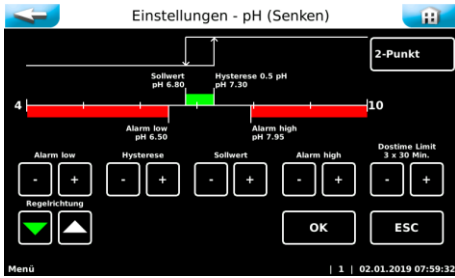 Einstellungen - pH (Senken)
2-Punkt
Sollwert
pH 6.80
Hysterese 0.5 pH
pH 7.30
4
10
Alarm low
pH 6.50
Alarm high
pH 7.95
Alarm low
Hysterese
Sollwert
Alarm high
Dostime Limit
3 x 30 Min.
- + - + - + - + - +
Regelrichtung
OK
ESC
Menü
| 1 | 02.01.2019 07:59:32